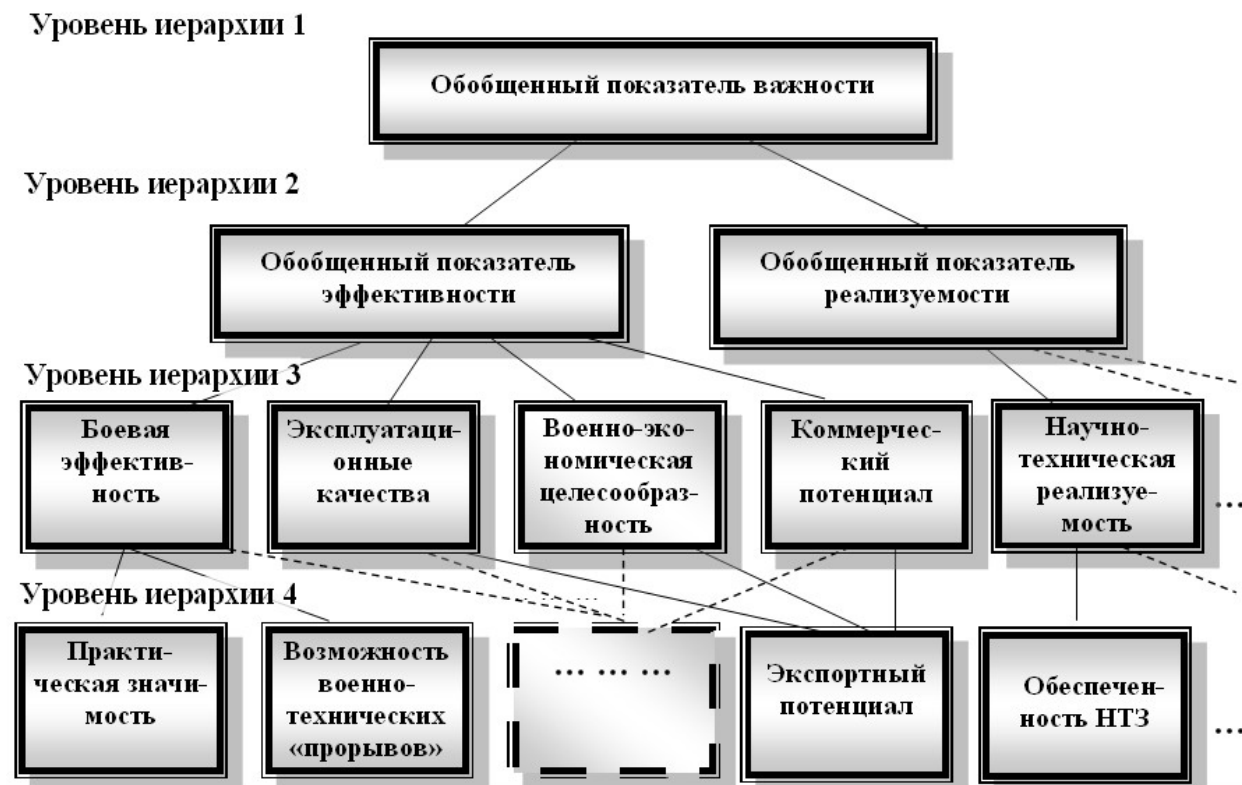 Уровень иерархии 1
Обобщенный показатель важности
Уровень иерархии 2
Обобщенный показатель
эффективности
Обобщенный показатель
реализуемости
Уровень иерархии 3
Боевая
эффектив-
ность
Эксплуатаци-
онные
качества
Военно-эко-
номическая
целесообраз-
ность
Коммерчес-
кий
потенциал
Научно-
техническая
реализуе-
мость
...
Уровень иерархии 4
Практи-
ческая значи-
мость
Возможность
военно-
технических
«прорывов»
... ... ...
Экспортный
потенциал
Обеспечен-
ность НТЗ
...